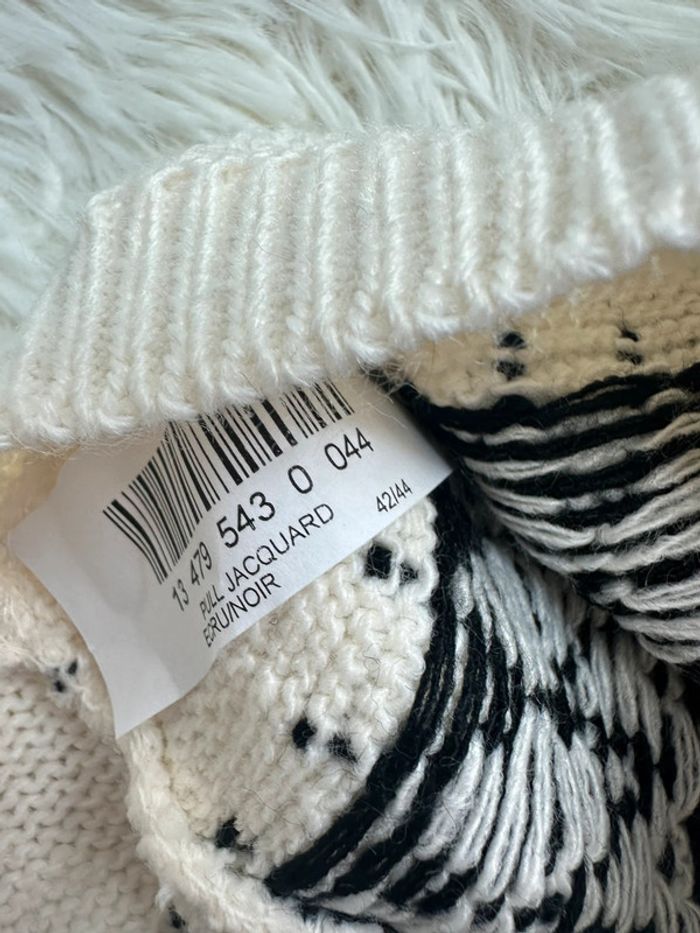 13 479 543 0 044
PULL JACQUARD 42/44
ECRU/NOIR